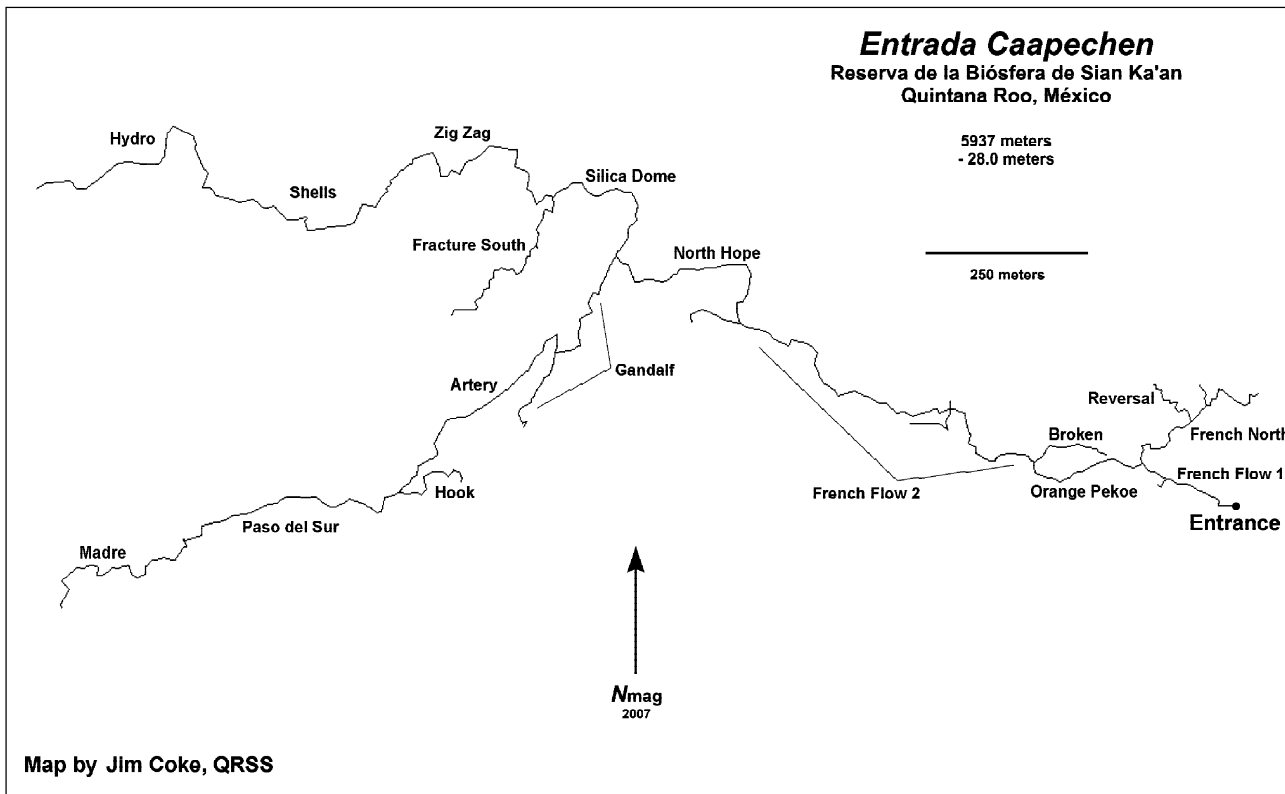 Entrada Caapechen
Reserva de la Biósfera de Sian Ka'an
Quintana Roo, México
5937 meters
- 28.0 meters
250 meters
Hydro
Zig Zag
Shells
Silica Dome
Fracture South
North Hope
Artery
Gandalf
Reversal
French North
Broken
French Flow 1
Hook
French Flow 2
Orange Pekoe
Entrance
Paso del Sur
Madre
Nmag
2007
Map by Jim Coke, QRSS